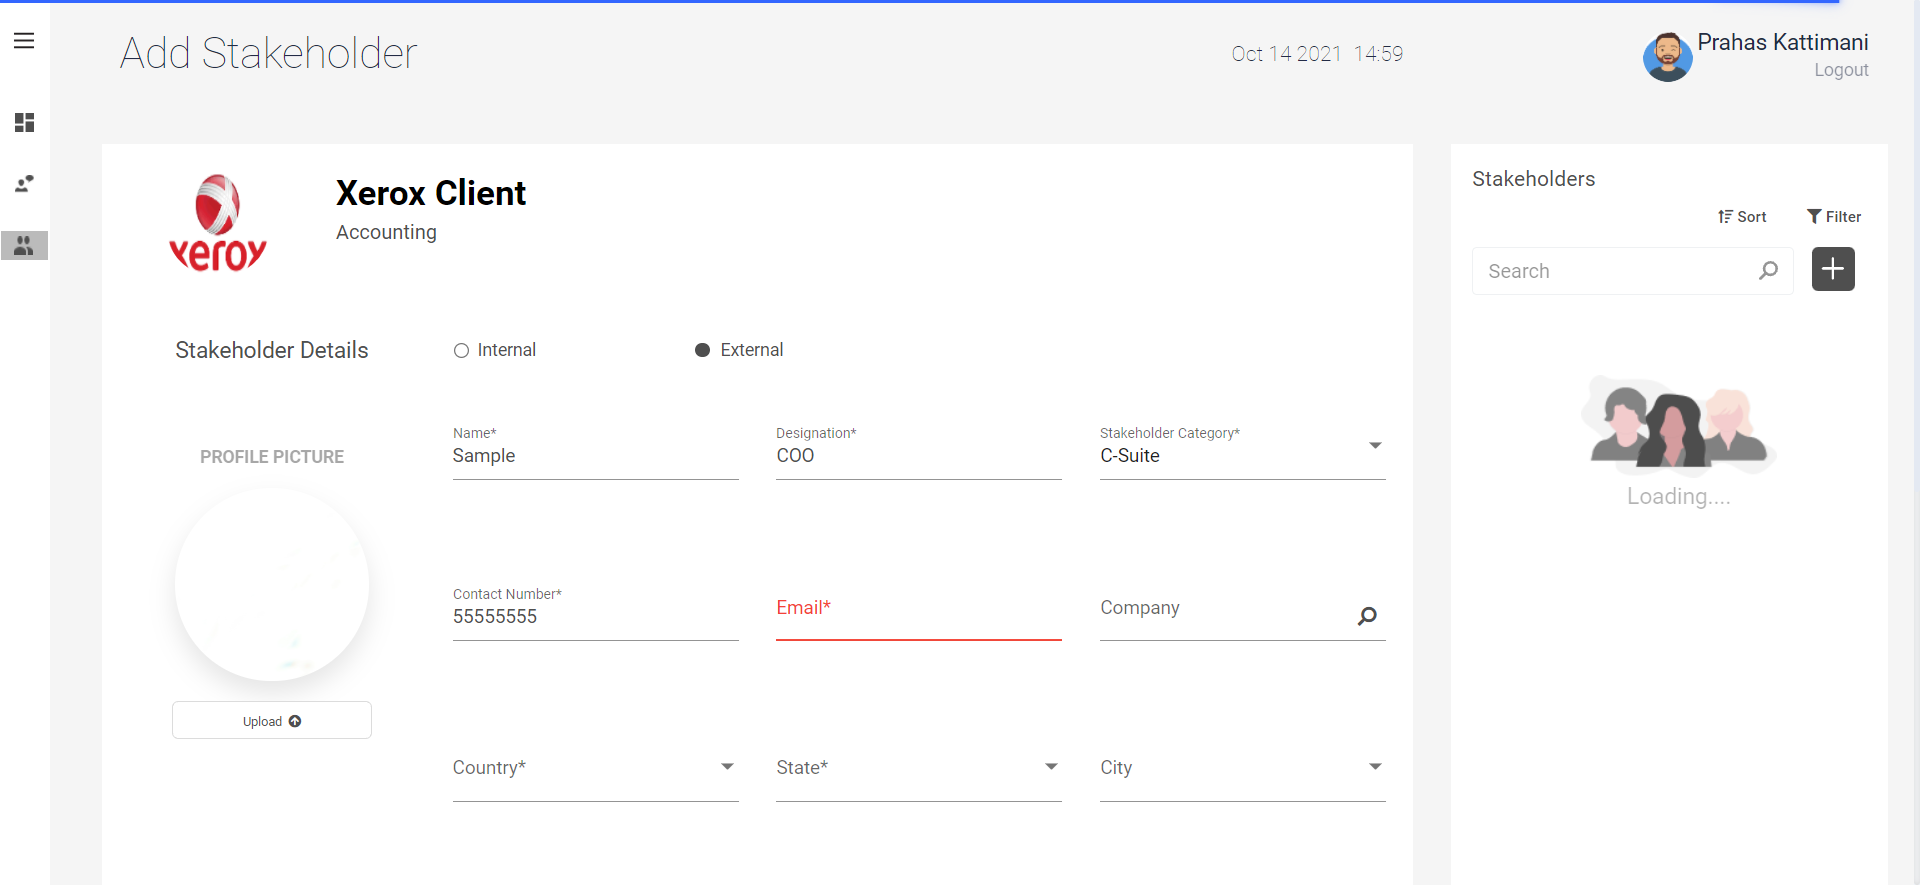 Add Stakeholder
Oct 14 2021 14:59
Prahas Kattimani
Logout
xeroy
Xerox Client
Accounting
Stakeholder Details
Internal
External
PROFILE PICTURE
Upload
Name*
Sample
Designation*
COO
Stakeholder Category*
C-Suite
Contact Number*
55555555
Email*
Company
Country*
State*
City
Stakeholders
Sort
Filter
Search
Loading....